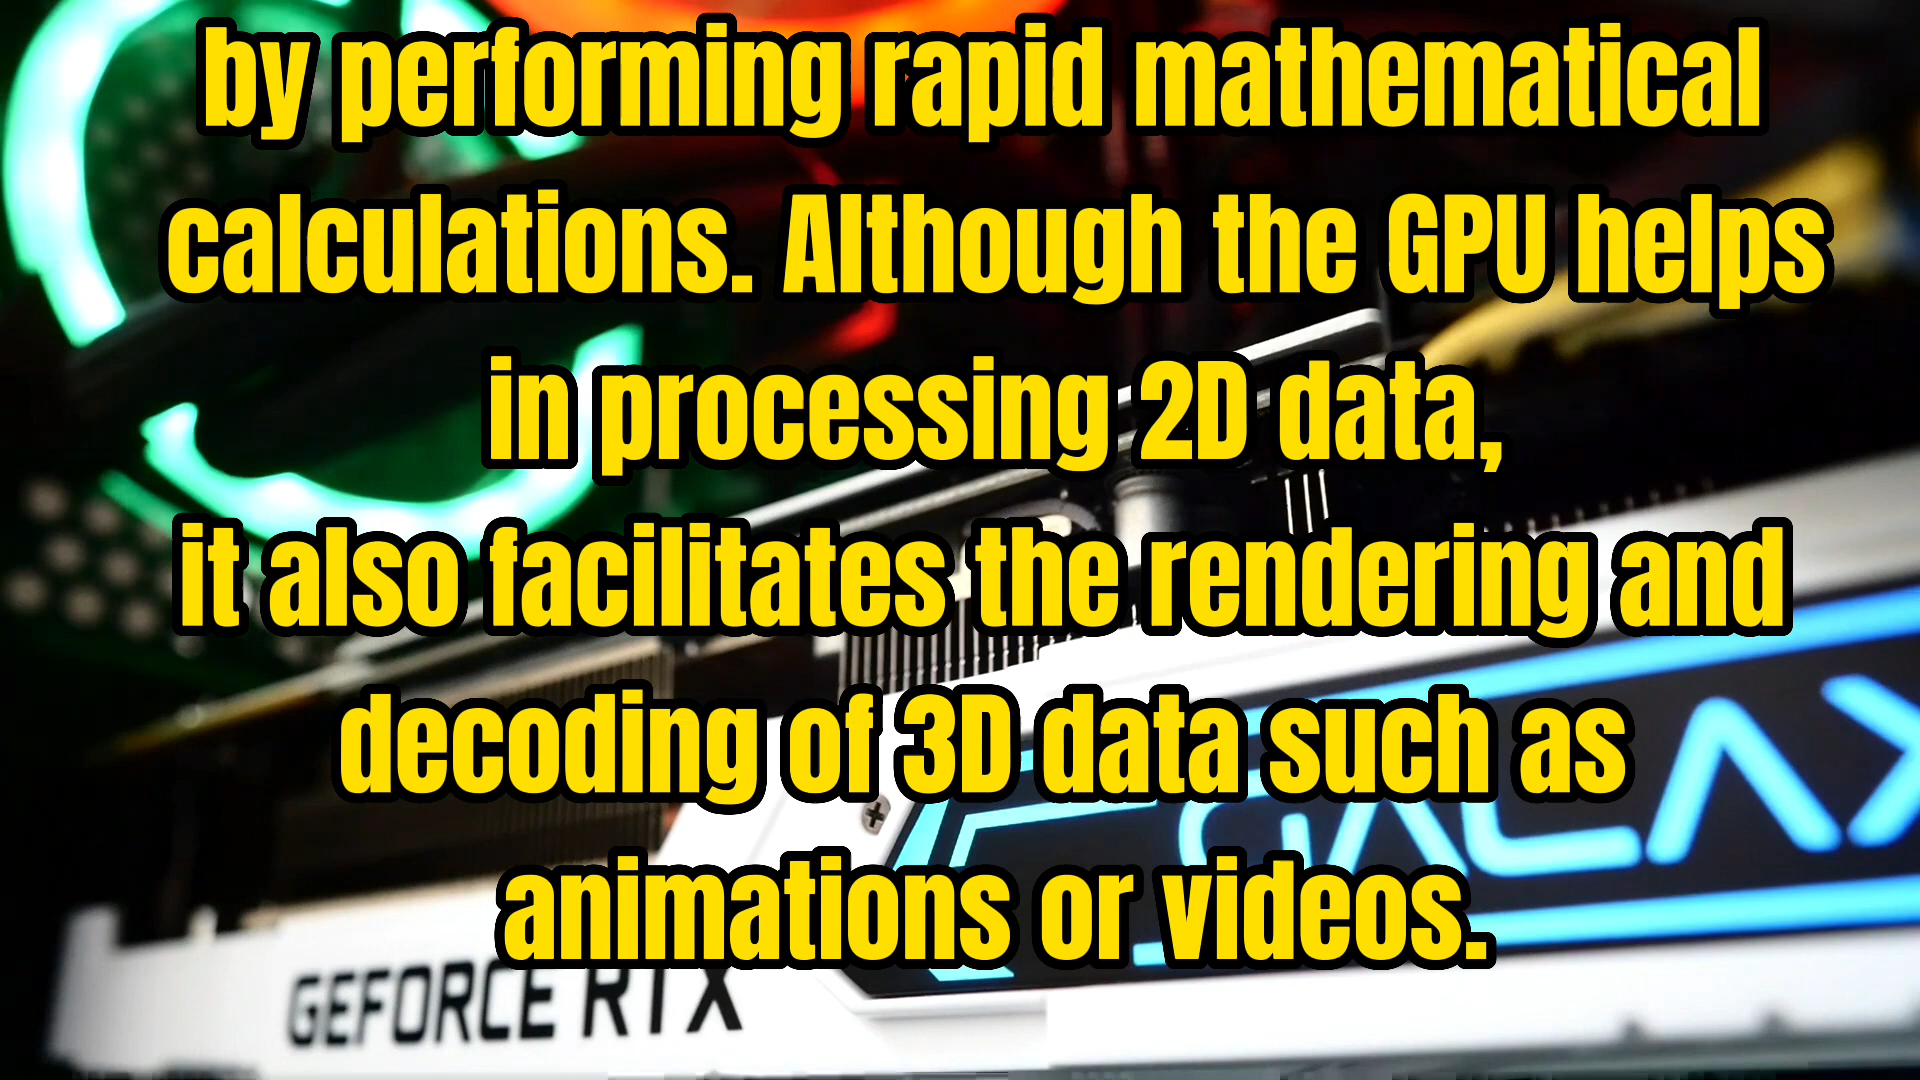 by performing rapid mathematical
calculations. Although the GPU helps
in processing 2D data,
it also facilitates the rendering and
decoding of 3D data such as
animations or videos.
GALAX
GEFORCE RTX